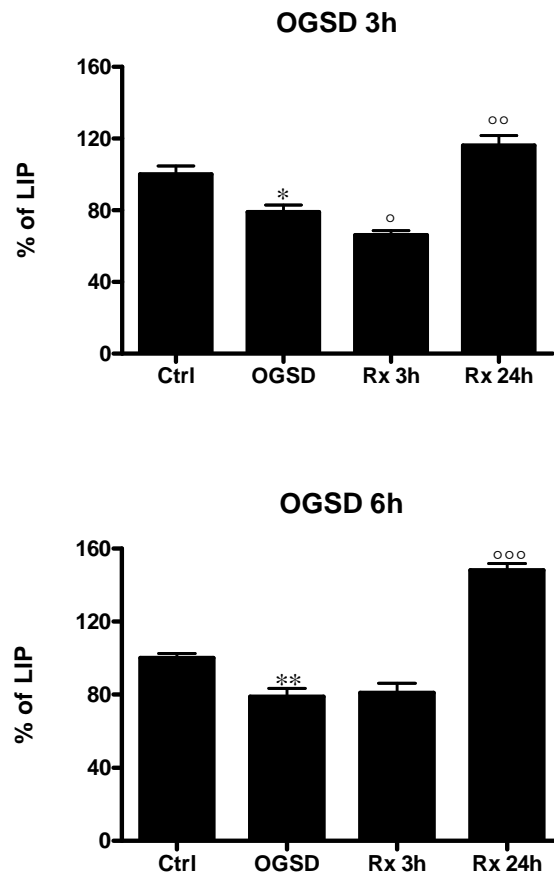 OGSD 3h
% of LIP
160
120
80
40
0
*
°
°°
Ctrl OGSD Rx 3h Rx 24h
OGSD 6h
% of LIP
160
120
80
40
0
**
°°°
Ctrl OGSD Rx 3h Rx 24h